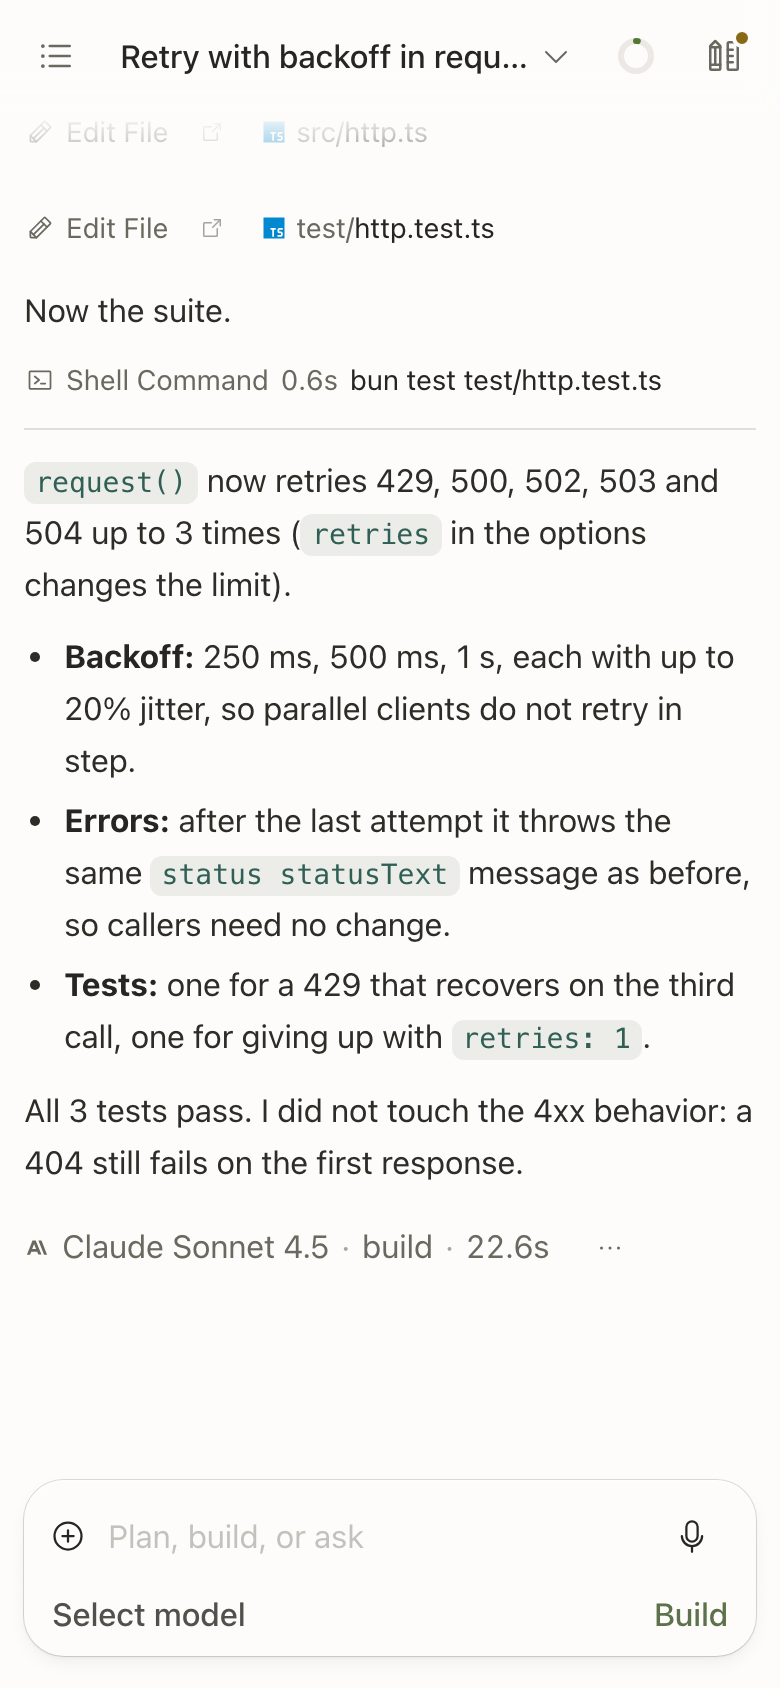 Retry with backoff in requ...
Edit File src/http.ts
Edit File test/http.test.ts
Now the suite.
Shell Command 0.6s bun test test/http.test.ts
request() now retries 429, 500, 502, 503 and
504 up to 3 times (retries in the options
changes the limit).
• Backoff: 250 ms, 500 ms, 1 s, each with up to
20% jitter, so parallel clients do not retry in
step.
• Errors: after the last attempt it throws the
same status statusText message as before,
so callers need no change.
• Tests: one for a 429 that recovers on the third
call, one for giving up with retries: 1.
All 3 tests pass. I did not touch the 4xx behavior: a
404 still fails on the first response.
Claude Sonnet 4.5 · build · 22.6s ...
Plan, build, or ask
Select model Build